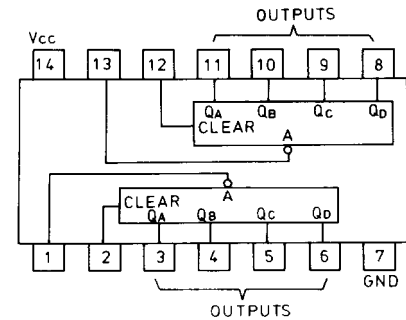 OUTPUTS
Vcc
14 13 12 11 10 9 8
QA QB QC QD
CLEAR
A
A
CLEAR
QA QB QC QD
1 2 3 4 5 6 7
GND
OUTPUTS